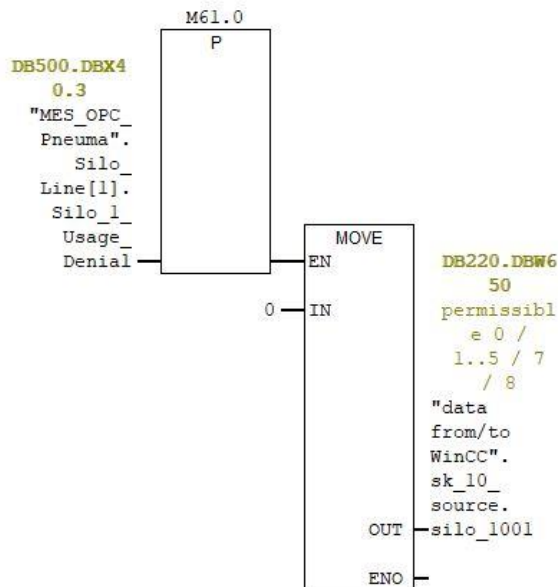 M61.0
P
DB500.DBX4
0.3
"MES_OPC_
Pneuma".
Silo_
Line[1].
Silo_1_
Usage_
Denial
MOVE
EN
0
IN
DB220.DBW6
50
permissibl
e 0 /
1..5 / 7
/ 8
"data
from/to
WinCC".
sk_10_
source.
OUT
silo_1001
ENO